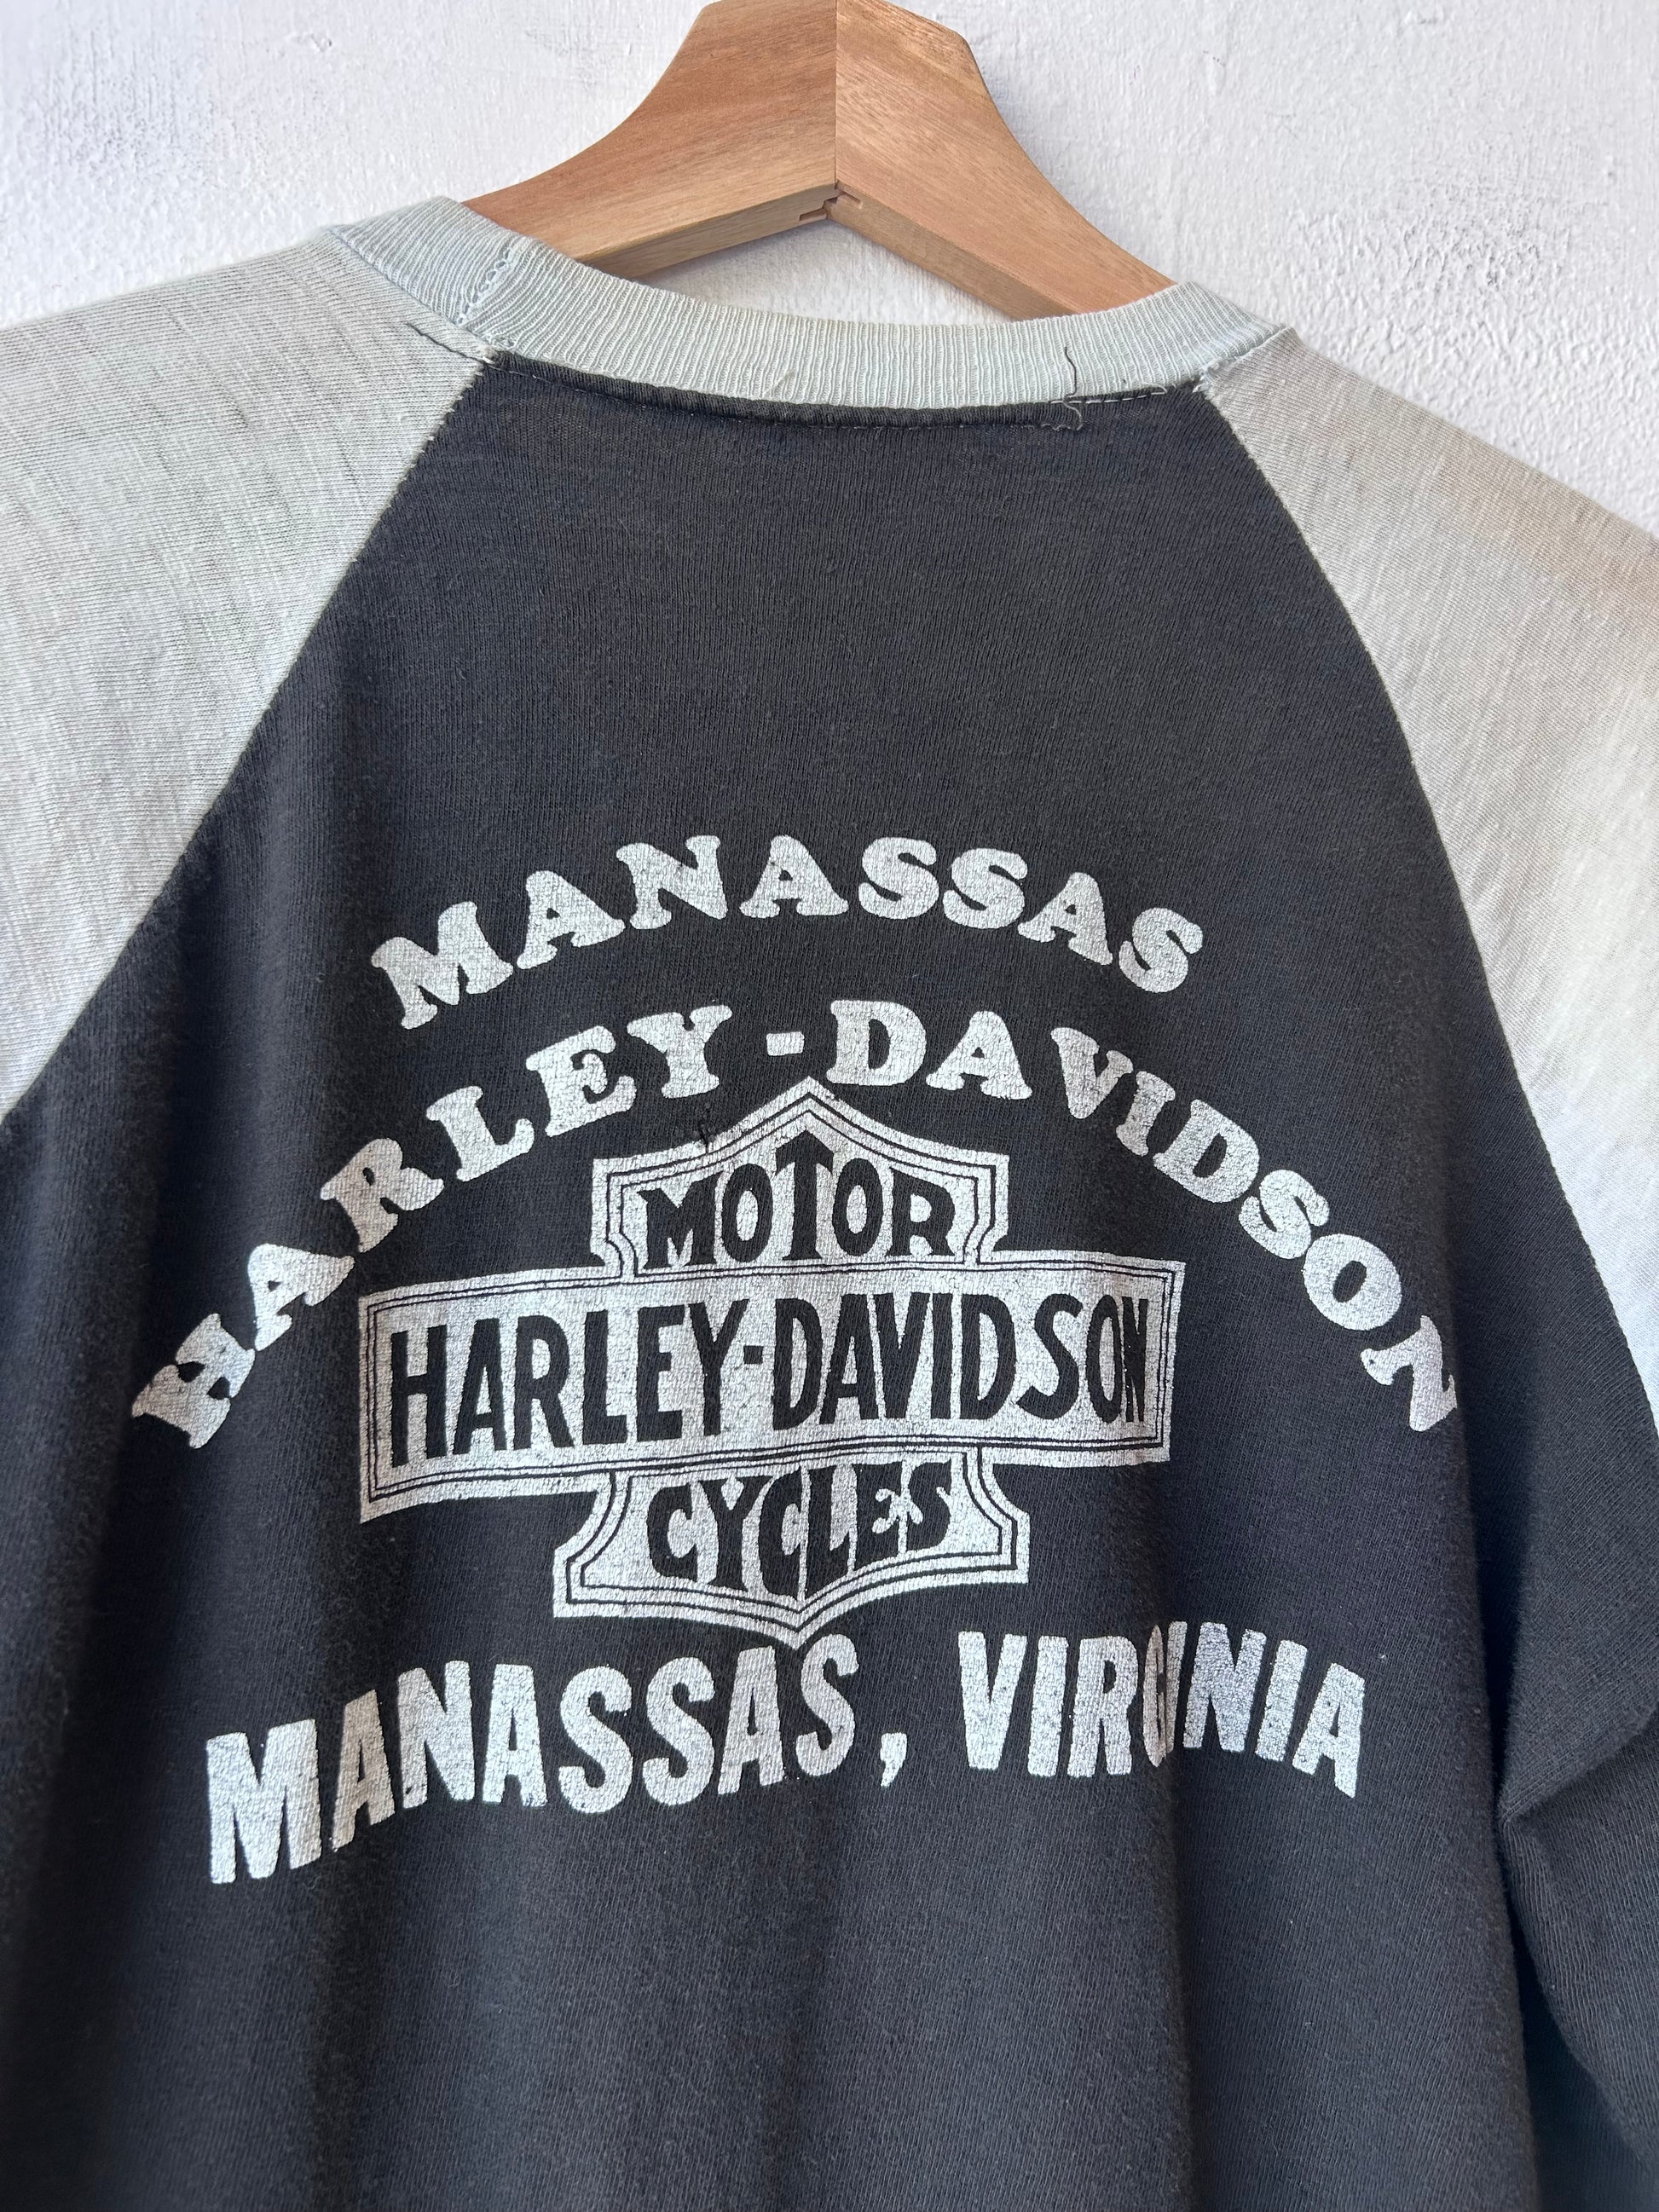 MANASSAS
HARLEY-DAVIDSON
MOTOR
HARLEY-DAVIDSON
CYCLES
MANASSAS, VIRGINIA